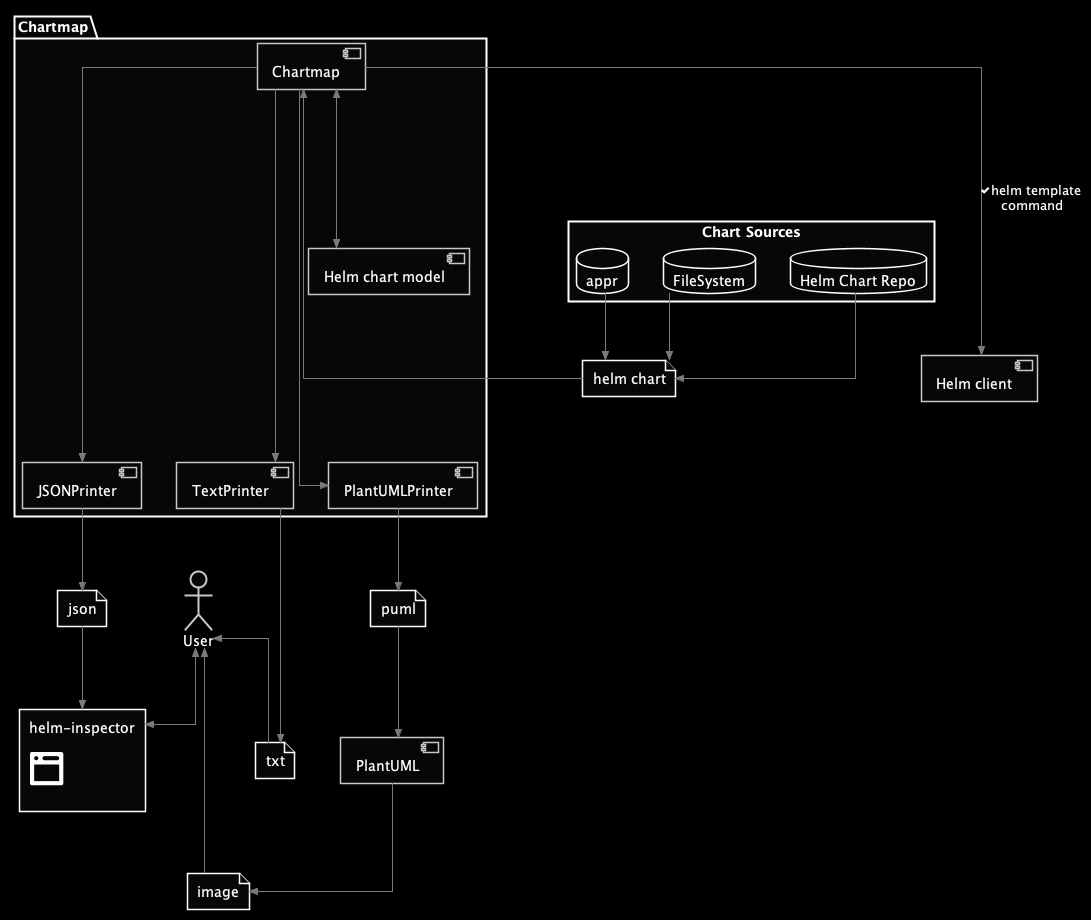 Chartmap
Chartmap
✔ helm template
command
Chart Sources
appr
FileSystem
Helm Chart Repo
Helm chart model
helm chart
Helm client
JSONPrinter
TextPrinter
PlantUMLPrinter
json
User
puml
helm-inspector
txt
PlantUML
image